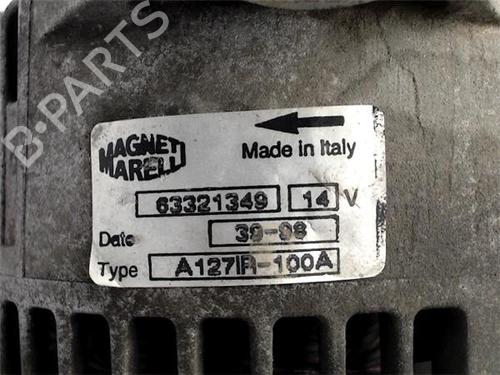 B-PARTS
MAGNETI
MARELLI
Made in Italy
63321349 14 V
Date 39-98
Type A127IR-100A